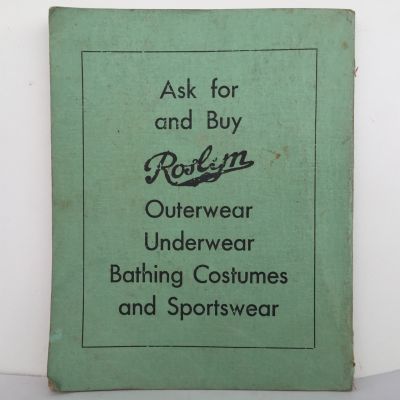 Ask for
and Buy
Roslyn
Outerwear
Underwear
Bathing Costumes
and Sportswear